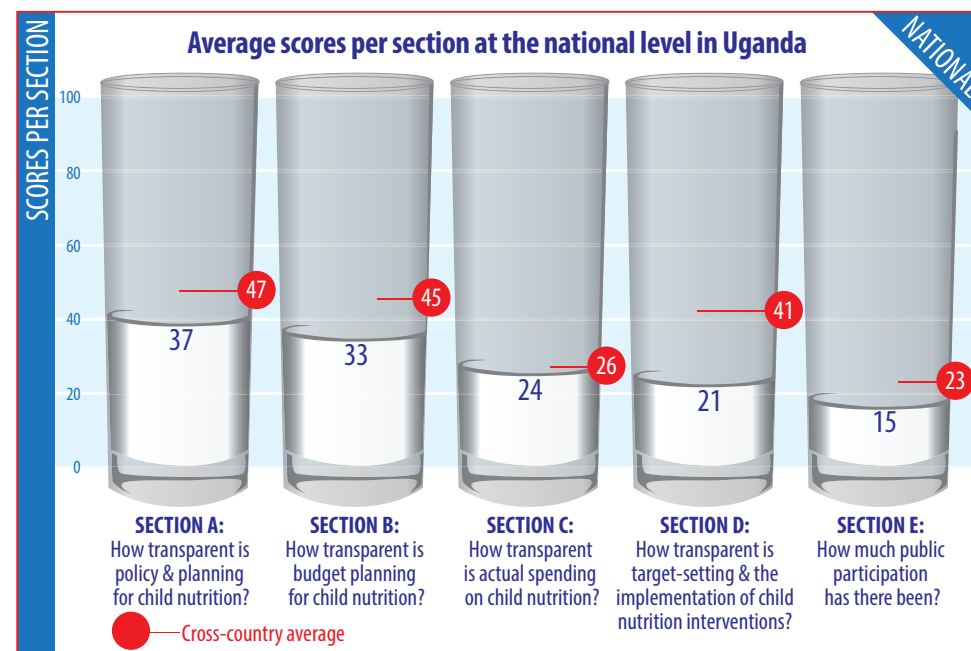 Average scores per section at the national level in Uganda
NATIONAL
SCORES PER SECTION
100
80
60
40
20
0
47
37
45
33
26
24
41
21
23
15
SECTION A:
How transparent is
policy & planning
for child nutrition?
SECTION B:
How transparent is
budget planning
for child nutrition?
SECTION C:
How transparent
is actual spending
on child nutrition?
SECTION D:
How transparent is
target-setting & the
implementation of child
nutrition interventions?
SECTION E:
How much public
participation
has there been?
Cross-country average